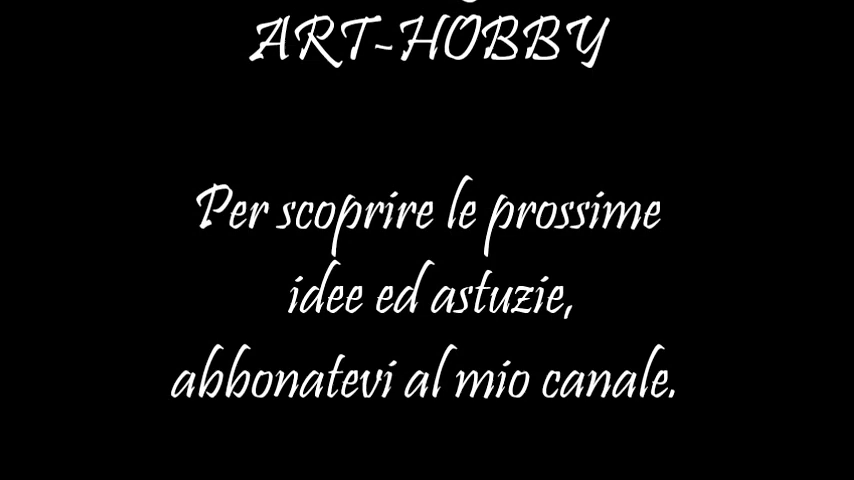 ART-HOBBY
Per scoprire le prossime
idee ed astuzie,
abbonatevi al mio canale.